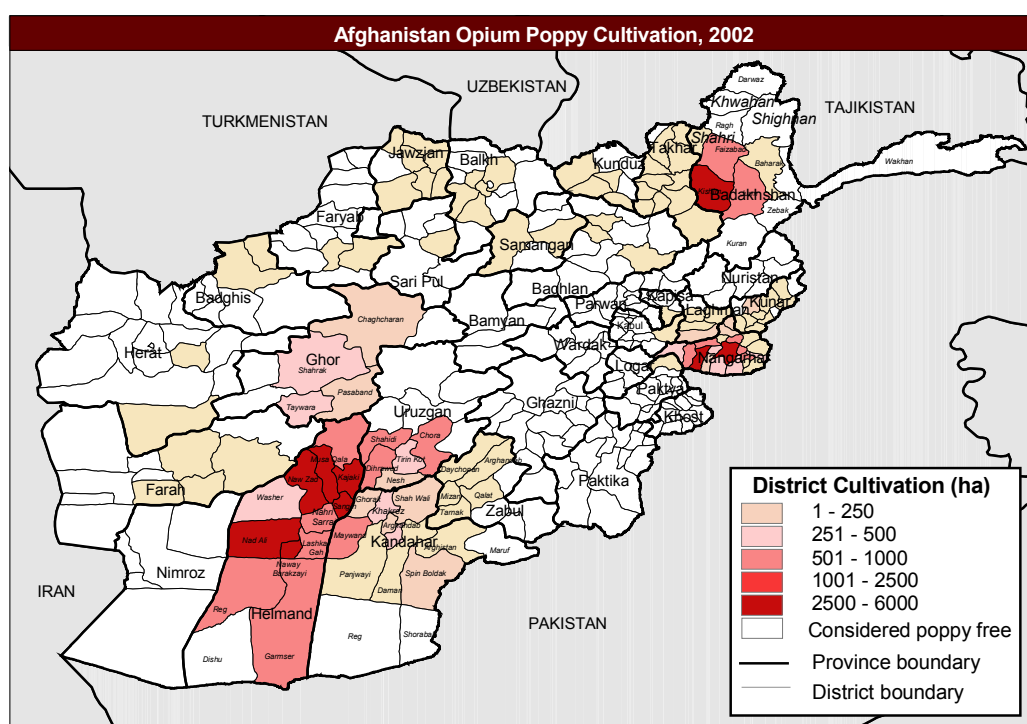 Afghanistan Opium Poppy Cultivation, 2002
UZBEKISTAN
TAJIKISTAN
TURKMENISTAN
Darwaz
Khwahan
Shighnan
Ragh
Shahri
Faizabad
Jawzjan
Balkh
Kunduz
Takhar
Baharak
Wakhan
Badakhshan
Zebak
Faryab
Samangan
Kuran
Sari Pul
Baghlan
Nuristan
Badghis
Parwan
Kapisa
Kunar
Laghman
Chaghcharan
Bamyan
Kabul
Herat
Ghor
Shahrak
Wardak
Nangarhar
Logar
Pasaband
Paktya
Taywara
Uruzgan
Ghazni
Khost
Shahidi
Chora
Musa Qala
Tirin Kot
Dihrawud
Arghandab
Daychopan
Now Zad
Kajaki
Nesh
Paktika
Farah
Washer
Sangin
Ghorak
Shah Wali
Mizan
Qalat
Nahri
Sarraj
Khakrez
Zabul
Tarnak
Arghandab
Nad Ali
Lashkar
Gah
Maywand
Kandahar
Arghistan
Maruf
Nimroz
Naway
Barakzayi
Panjwayi
Daman
Spin Boldak
IRAN
Reg
Helmand
PAKISTAN
Reg
Shorabak
Dishu
Garmser
District Cultivation (ha)
1 - 250
251 - 500
501 - 1000
1001 - 2500
2500 - 6000
Considered poppy free
Province boundary
District boundary